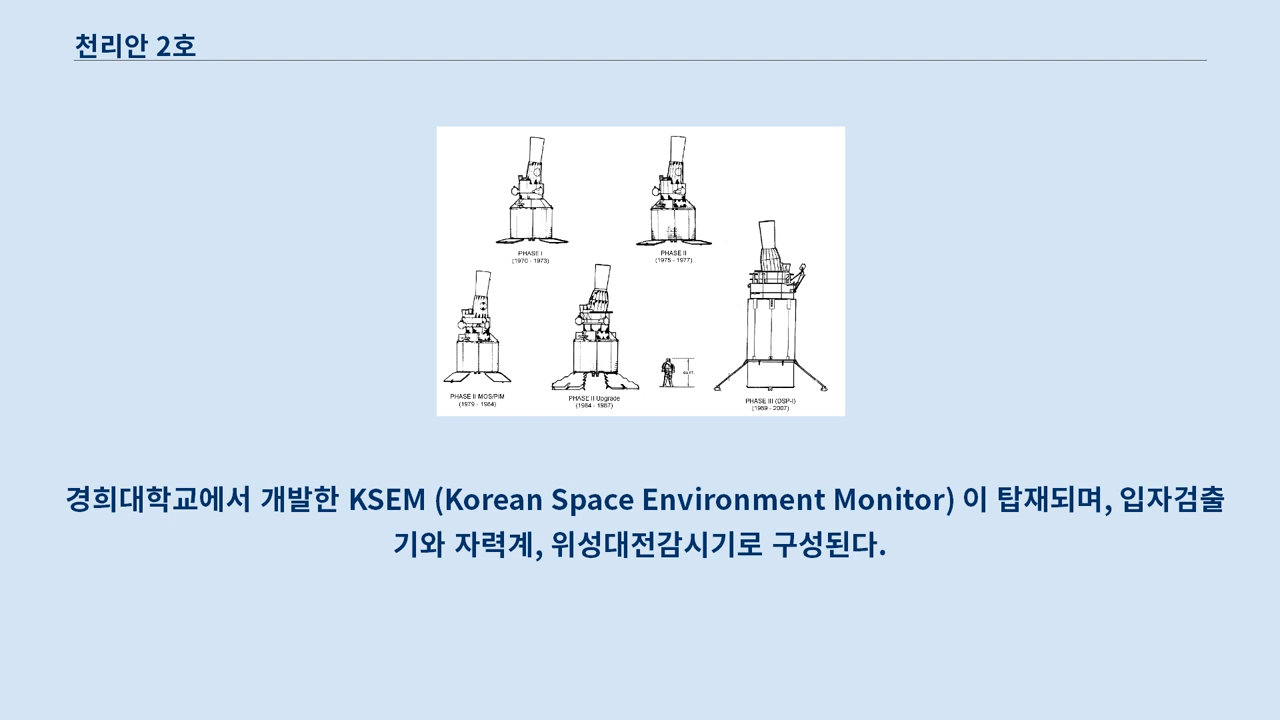 천리안 2호
PHASE I
(1970 - 1973)
PHASE II
(1975 - 1977)
PHASE II MOS/PIM
(1979 - 1984)
PHASE II Upgrade
(1984 - 1987)
PHASE III (DSP-I)
(1989 - 2007)
경희대학교에서 개발한 KSEM (Korean Space Environment Monitor) 이 탑재되며, 입자검출
기와 자력계, 위성대전감시기로 구성된다.